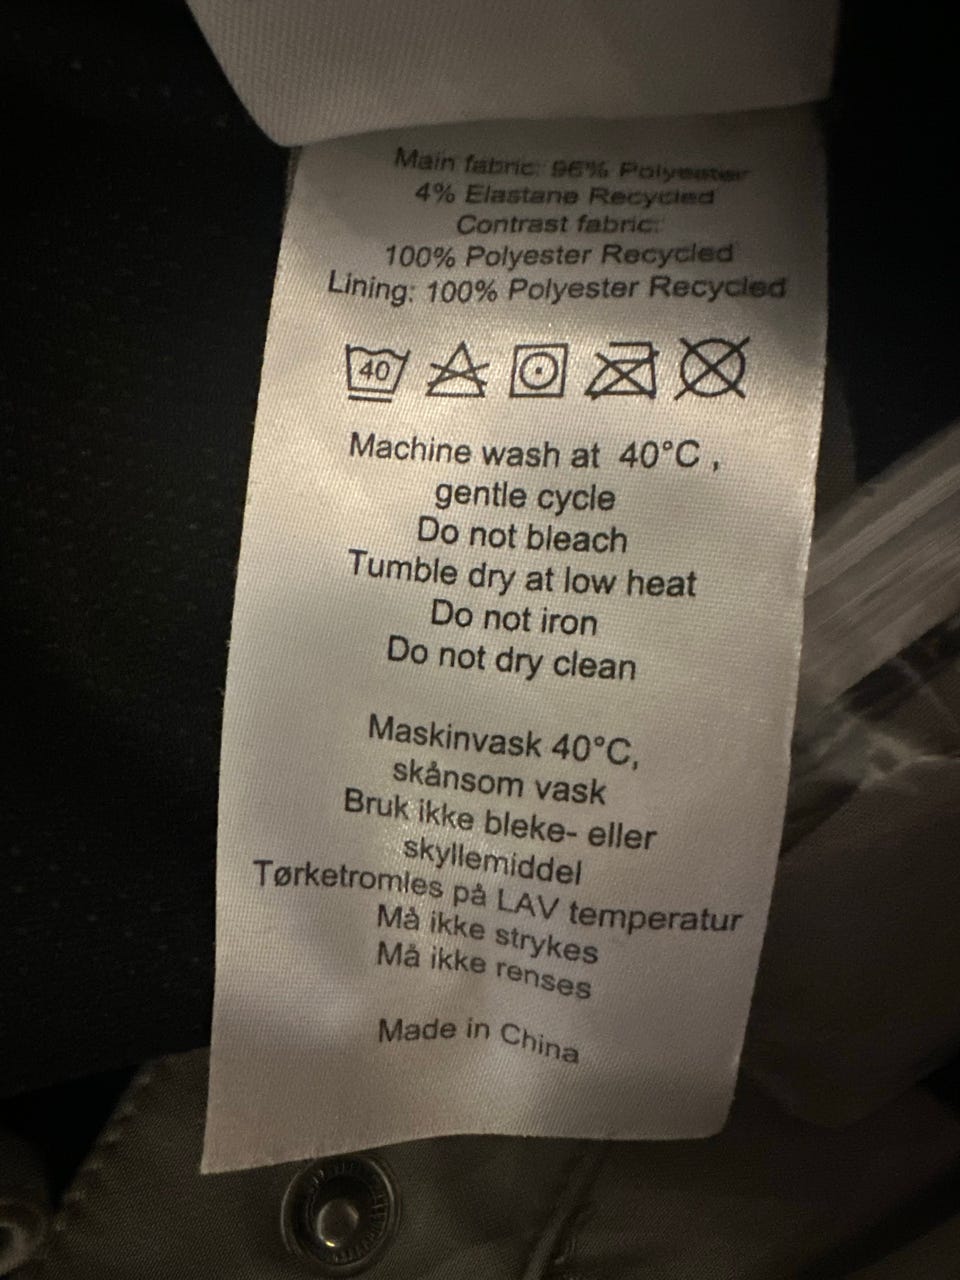 Main fabric: 96% Polyester
4% Elastane Recycled
Contrast fabric:
100% Polyester Recycled
Lining: 100% Polyester Recycled
40
Machine wash at 40°C ,
gentle cycle
Do not bleach
Tumble dry at low heat
Do not iron
Do not dry clean
Maskinvask 40°C,
skånsom vask
Bruk ikke bleke- eller
skyllemiddel
Tørketromles på LAV temperatur
Må ikke strykes
Må ikke renses
Made in China